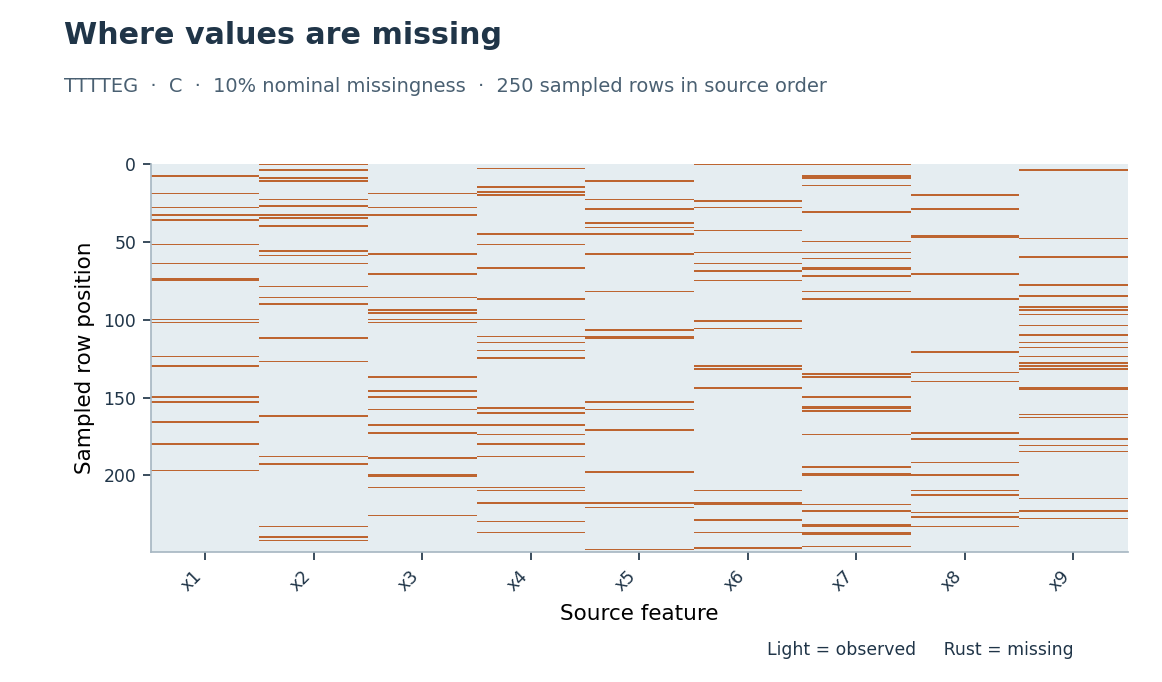 Where values are missing
TTTTEG · C · 10% nominal missingness · 250 sampled rows in source order
0
50
100
150
200
Sampled row position
x1 x2 x3 x4 x5 x6 x7 x8 x9
Source feature
Light = observed Rust = missing